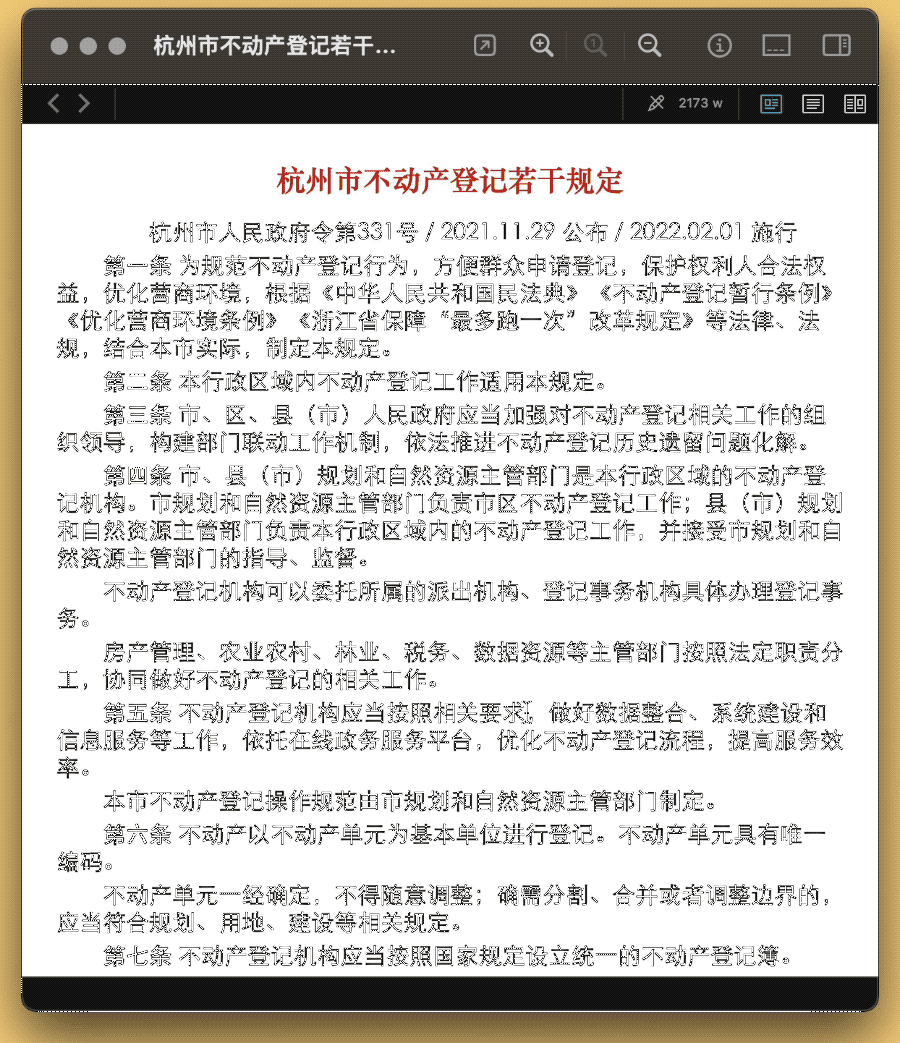 杭州市不动产登记若干…
2173 w
杭州市不动产登记若干规定
杭州市人民政府令第331号 / 2021.11.29 公布 / 2022.02.01 施行
第一条 为规范不动产登记行为，方便群众申请登记，保护权利人合法权
益，优化营商环境，根据《中华人民共和国民法典》《不动产登记暂行条例》
《优化营商环境条例》《浙江省保障“最多跑一次”改革规定》等法律、法
规，结合本市实际，制定本规定。
第二条 本行政区域内不动产登记工作适用本规定。
第三条 市、区、县（市）人民政府应当加强对不动产登记相关工作的组
织领导，构建部门联动工作机制，依法推进不动产登记历史遗留问题化解。
第四条 市、县（市）规划和自然资源主管部门是本行政区域的不动产登
记机构。市规划和自然资源主管部门负责市区不动产登记工作；县（市）规划
和自然资源主管部门负责本行政区域内的不动产登记工作，并接受市规划和自
然资源主管部门的指导、监督。
不动产登记机构可以委托所属的派出机构、登记事务机构具体办理登记事
务。
房产管理、农业农村、林业、税务、数据资源等主管部门按照法定职责分
工，协同做好不动产登记的相关工作。
第五条 不动产登记机构应当按照相关要求，做好数据整合、系统建设和
信息服务等工作，依托在线政务服务平台，优化不动产登记流程，提高服务效
率。
本市不动产登记操作规范由市规划和自然资源主管部门制定。
第六条 不动产以不动产单元为基本单位进行登记。不动产单元具有唯一
编码。
不动产单元一经确定，不得随意调整；确需分割、合并或者调整边界的，
应当符合规划、用地、建设等相关规定。
第七条 不动产登记机构应当按照国家规定设立统一的不动产登记簿。